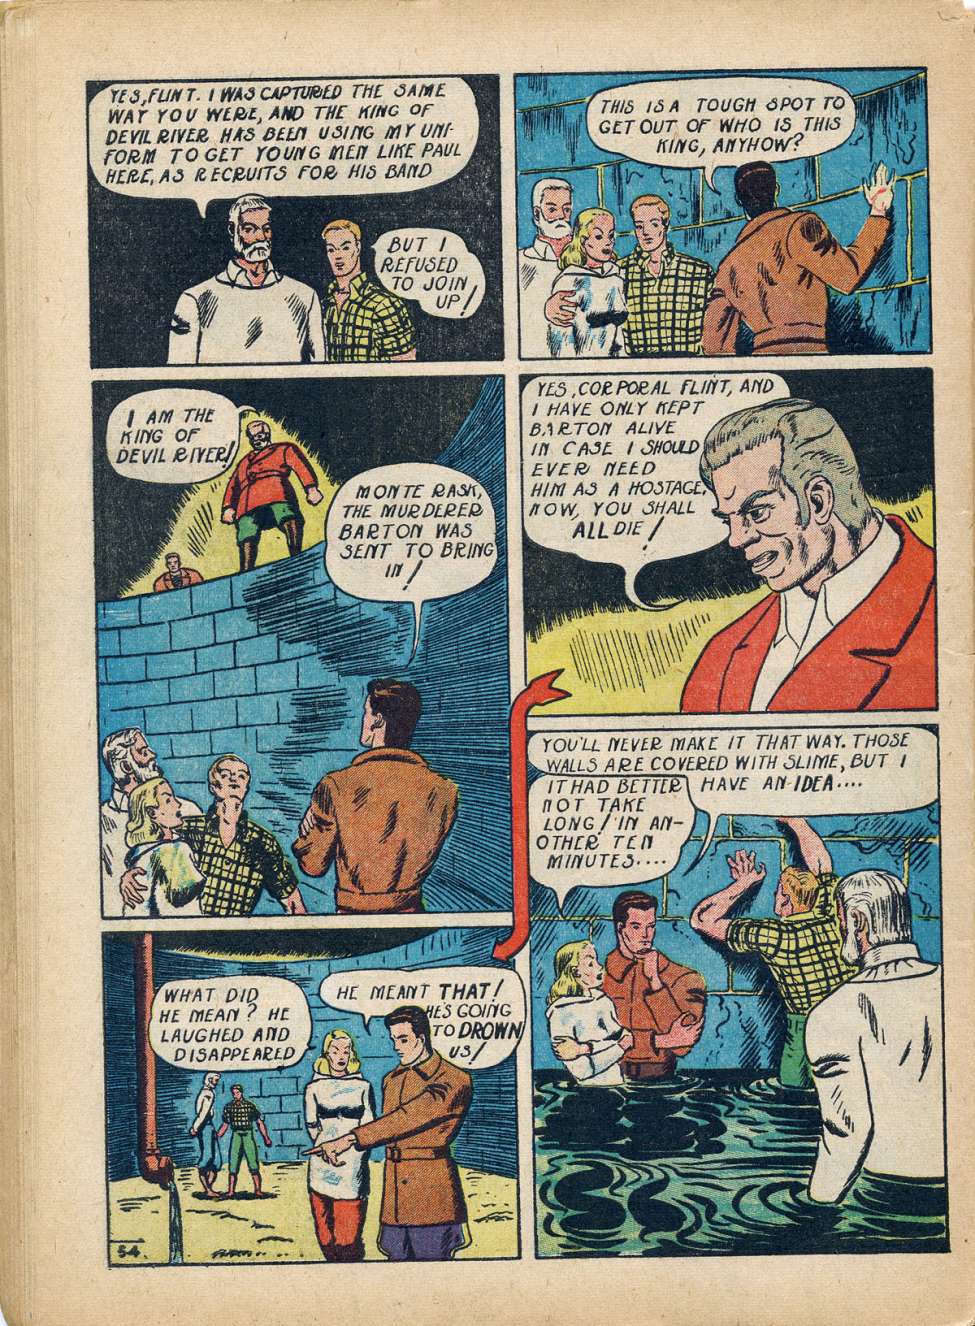 YES, FLINT. I WAS CAPTURED THE SAME
WAY YOU WERE, AND THE KING OF
DEVIL RIVER HAS BEEN USING MY UNI-
FORM TO GET YOUNG MEN LIKE PAUL
HERE, AS RECRUITS FOR HIS BAND
BUT I
REFUSED
TO JOIN
UP!
THIS IS A TOUGH SPOT TO
GET OUT OF WHO IS THIS
KING, ANYHOW?
I AM THE
KING OF
DEVIL RIVER!
MONTE RASK,
THE MURDERER
BARTON WAS
SENT TO BRING
IN!
YES, CORPORAL FLINT, AND
I HAVE ONLY KEPT
BARTON ALIVE
IN CASE I SHOULD
EVER NEED
HIM AS A HOSTAGE,
NOW, YOU SHALL
ALL DIE!
WHAT DID
HE MEAN? HE
LAUGHED AND
DISAPPEARED
HE MEANT THAT!
HE'S GOING
TO DROWN
US!
YOU'LL NEVER MAKE IT THAT WAY. THOSE
WALLS ARE COVERED WITH SLIME, BUT I
HAVE AN IDEA....
IT HAD BETTER
NOT TAKE
LONG! IN AN-
OTHER TEN
MINUTES....
54